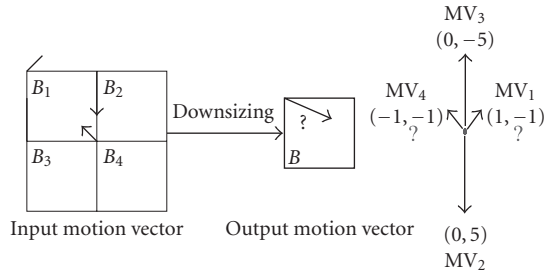 MV₃
(0, −5)
B₁ B₂
MV₄ MV₁
Downsizing
(−1, −1) (1, −1)
? ? ?
B₃ B₄ B
Input motion vector Output motion vector
(0, 5)
MV₂